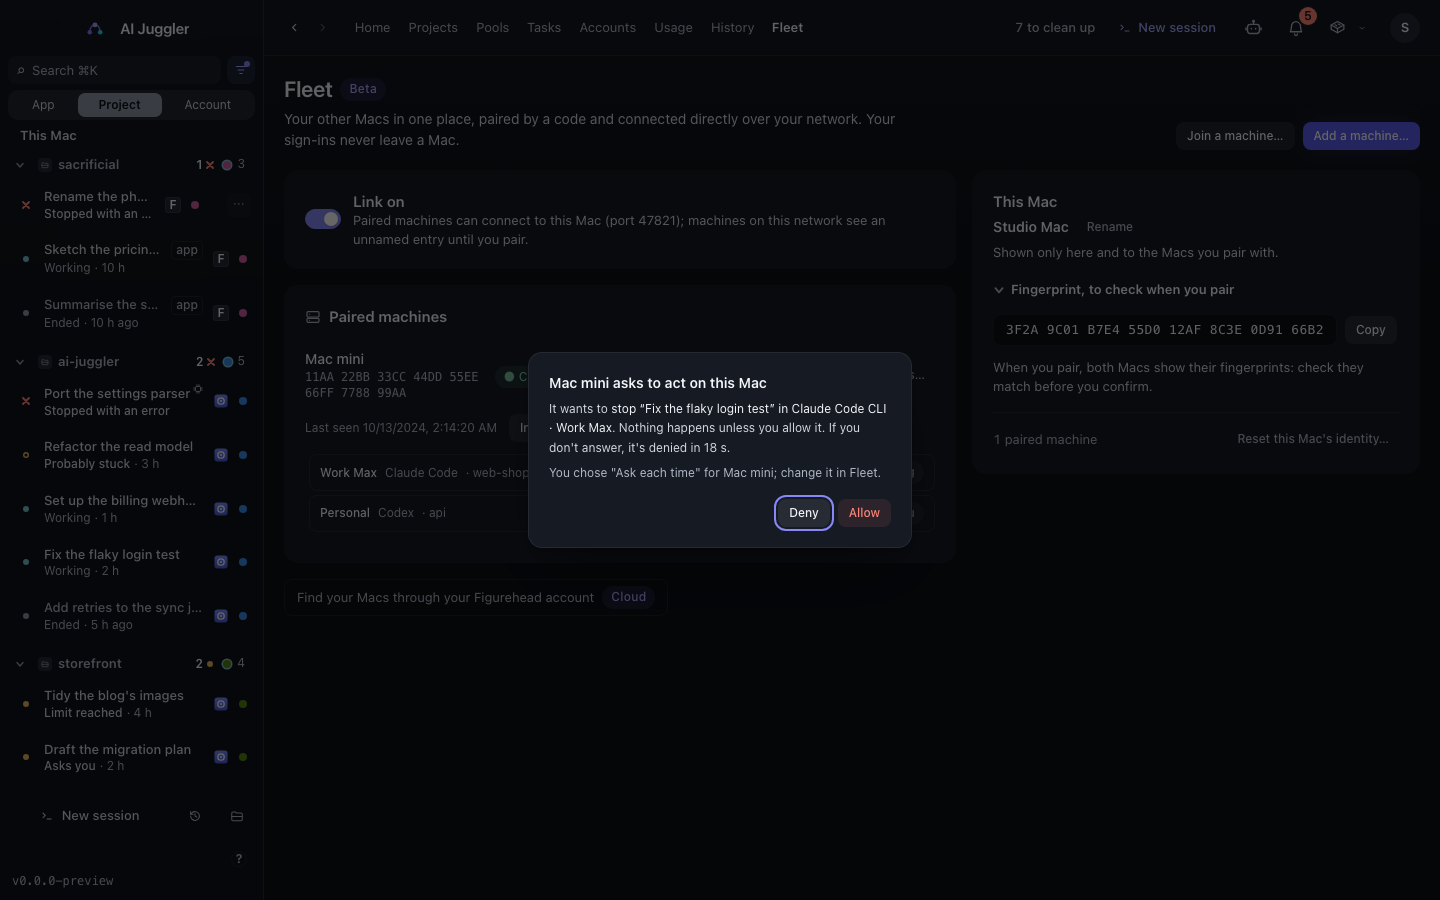 AI Juggler
Search ⌘K
App
Project
Account
This Mac
sacrificial
1
3
Rename the ph...
F
...
Stopped with an ...
Sketch the pricin...
app
F
Working · 10 h
Summarise the s...
app
F
Ended · 10 h ago
ai-juggler
2
5
Port the settings parser
Stopped with an error
Refactor the read model
Probably stuck · 3 h
Set up the billing webh...
Working · 1 h
Fix the flaky login test
Working · 2 h
Add retries to the sync j...
Ended · 5 h ago
storefront
2
4
Tidy the blog's images
Limit reached · 4 h
Draft the migration plan
Asks you · 2 h
New session
?
v0.0.0-preview
Home
Projects
Pools
Tasks
Accounts
Usage
History
Fleet
7 to clean up
New session
5
S
Fleet
Beta
Your other Macs in one place, paired by a code and connected directly over your network. Your
sign-ins never leave a Mac.
Join a machine...
Add a machine...
Link on
Paired machines can connect to this Mac (port 47821); machines on this network see an
unnamed entry until you pair.
Paired machines
Mac mini
11AA 22BB 33CC 44DD 55EE
66FF 7788 99AA
C
s...
Last seen 10/13/2024, 2:14:20 AM
Work Max Claude Code · web-shop
Personal Codex · api
Find your Macs through your Figurehead account
Cloud
This Mac
Studio Mac
Rename
Shown only here and to the Macs you pair with.
Fingerprint, to check when you pair
3F2A 9C01 B7E4 55D0 12AF 8C3E 0D91 66B2
Copy
When you pair, both Macs show their fingerprints: check they
match before you confirm.
1 paired machine
Reset this Mac's identity...
Mac mini asks to act on this Mac
It wants to stop “Fix the flaky login test” in Claude Code CLI
· Work Max. Nothing happens unless you allow it. If you
don't answer, it's denied in 18 s.
You chose "Ask each time" for Mac mini; change it in Fleet.
Deny
Allow